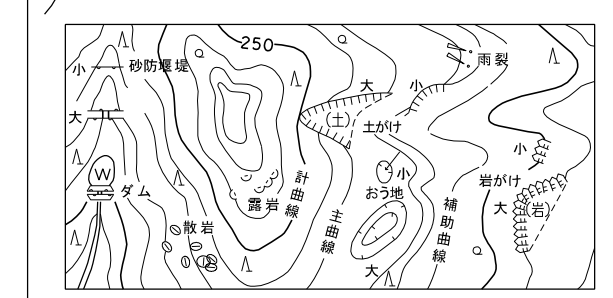 250
小 砂防堰堤
雨裂
大 小
大
(土) 土がけ
小
W ダム
小
岩がけ
おう地
露岩
計曲線
主曲線
補助曲線
大 (岩)
散岩
大